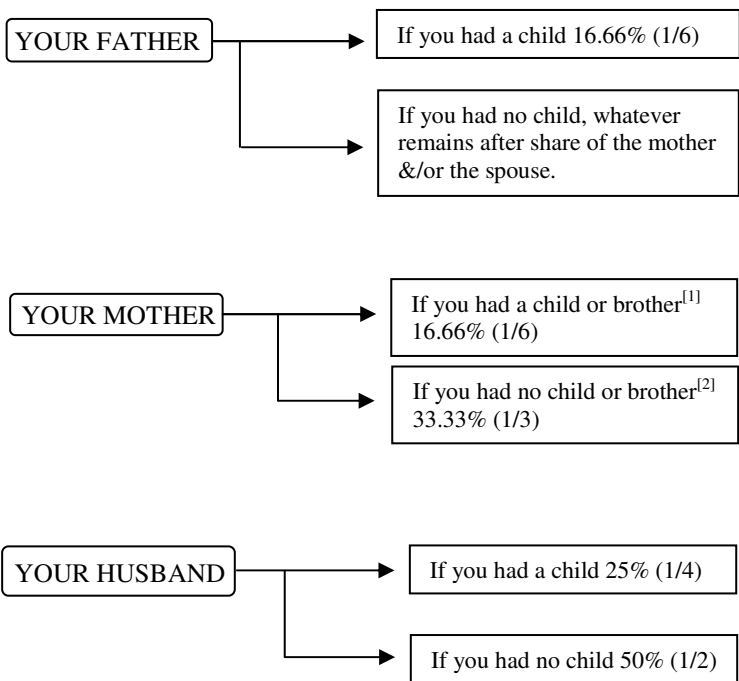 YOUR FATHER
If you had a child 16.66% (1/6)
If you had no child, whatever
remains after share of the mother
&/or the spouse.
YOUR MOTHER
If you had a child or brother[1]
16.66% (1/6)
If you had no child or brother[2]
33.33% (1/3)
YOUR HUSBAND
If you had a child 25% (1/4)
If you had no child 50% (1/2)